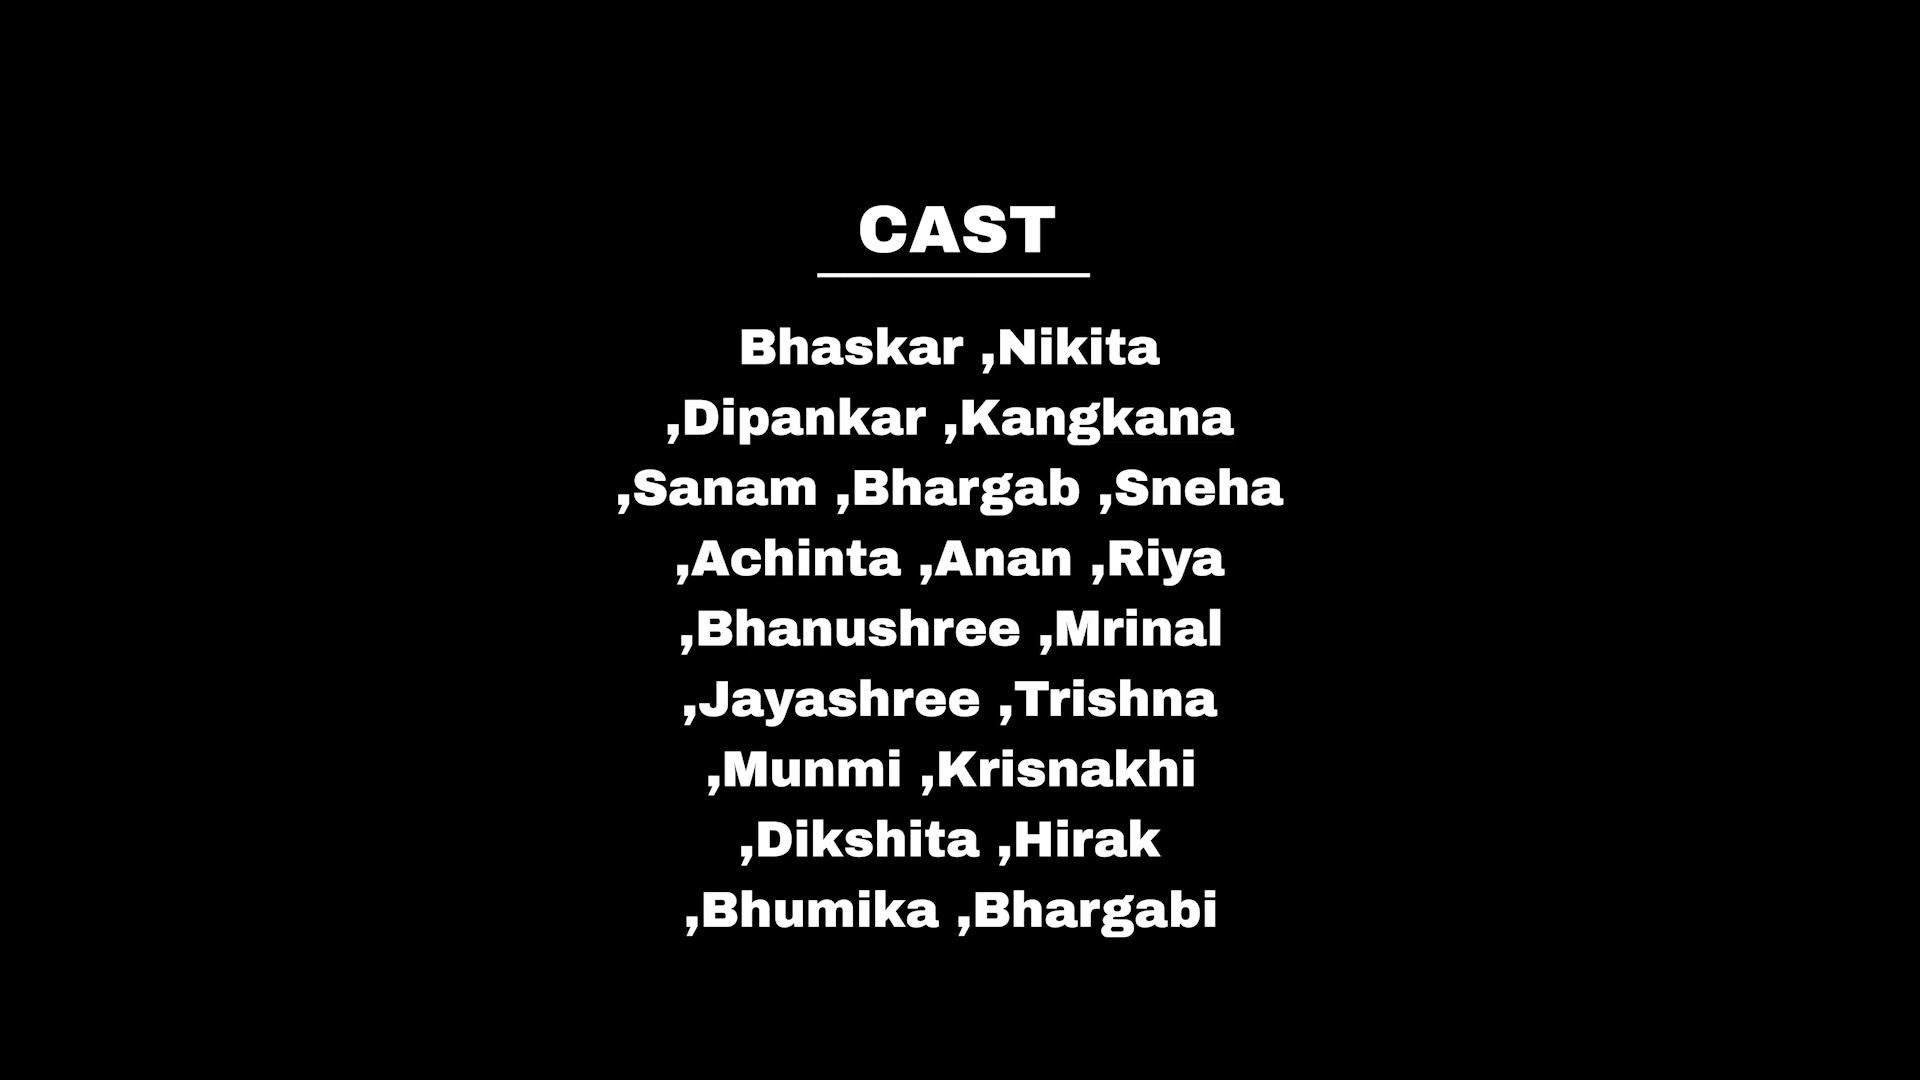 CAST
Bhaskar ,Nikita
,Dipankar ,Kangkana
,Sanam ,Bhargab ,Sneha
,Achinta ,Anan ,Riya
,Bhanushree ,Mrinal
,Jayashree ,Trishna
,Munmi ,Krisnakhi
,Dikshita ,Hirak
,Bhumika ,Bhargabi